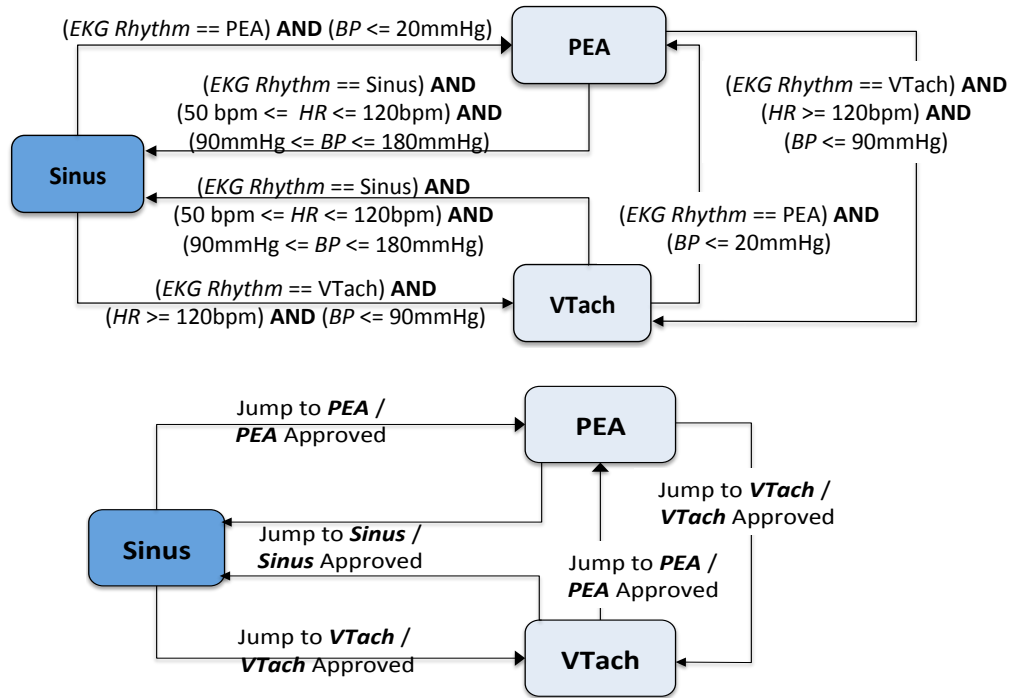 (EKG Rhythm == PEA) AND (BP <= 20mmHg)
PEA
(EKG Rhythm == Sinus) AND
(50 bpm <= HR <= 120bpm) AND
(90mmHg <= BP <= 180mmHg)
(EKG Rhythm == VTach) AND
(HR >= 120bpm) AND
(BP <= 90mmHg)
Sinus
(EKG Rhythm == Sinus) AND
(50 bpm <= HR <= 120bpm) AND
(90mmHg <= BP <= 180mmHg)
(EKG Rhythm == PEA) AND
(BP <= 20mmHg)
(EKG Rhythm == VTach) AND
(HR >= 120bpm) AND (BP <= 90mmHg)
VTach
Jump to PEA /
PEA Approved
PEA
Jump to VTach /
VTach Approved
Sinus
Jump to Sinus /
Sinus Approved
Jump to PEA /
PEA Approved
Jump to VTach /
VTach Approved
VTach